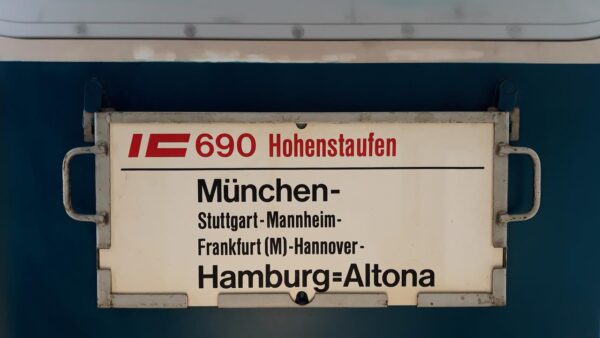 IC 690 Hohenstaufen
München-
Stuttgart-Mannheim-
Frankfurt (M)-Hannover-
Hamburg=Altona